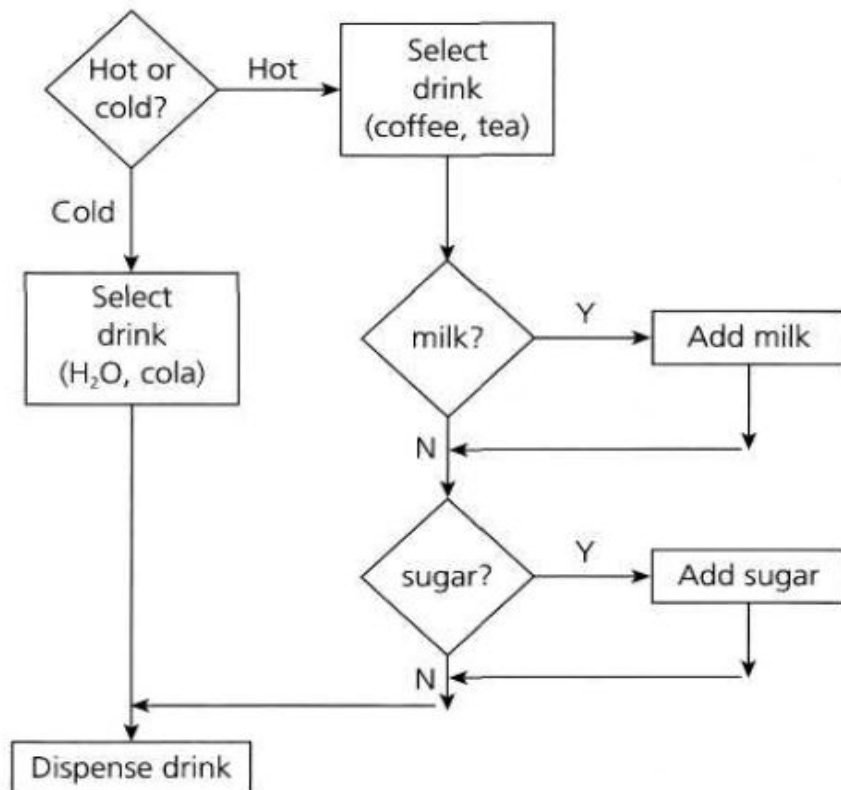 Hot or
cold?
Hot
Select
drink
(coffee, tea)
Cold
Select
drink
(H₂O, cola)
milk?
Y
Add milk
N
sugar?
Y
Add sugar
N
Dispense drink